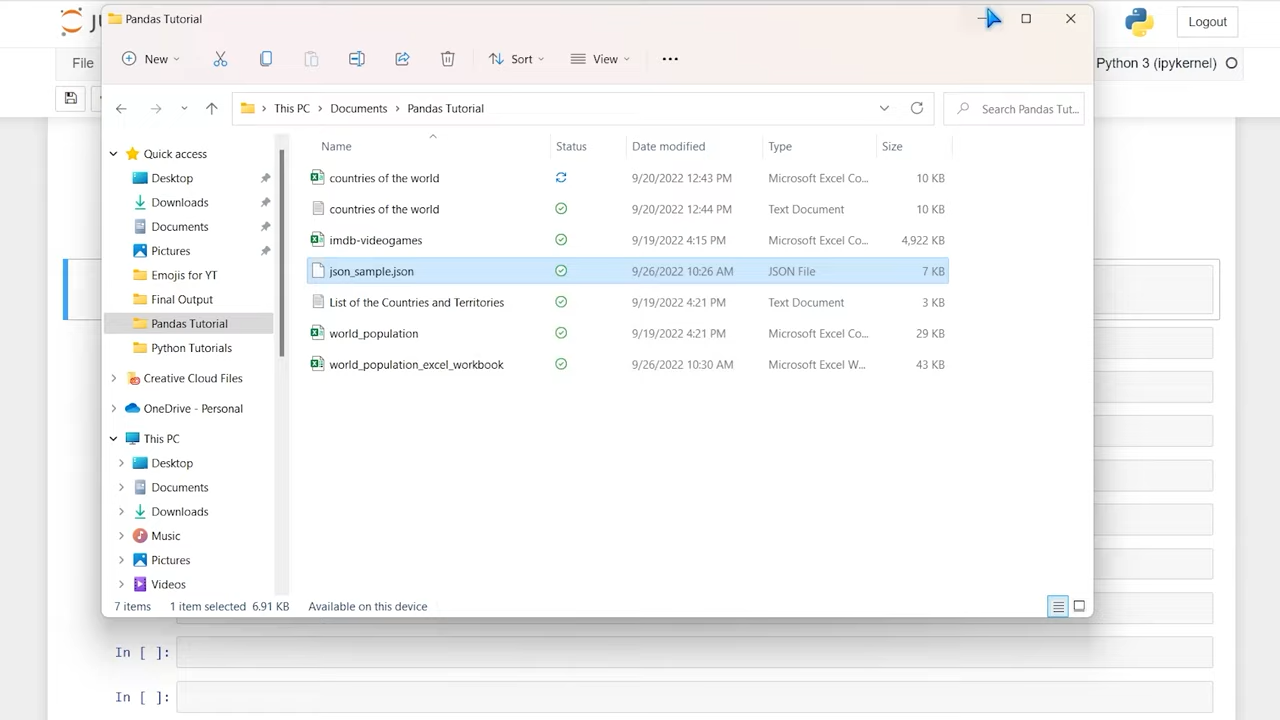 Pandas Tutorial
Logout
File
New
Sort
View
Python 3 (ipykernel)
This PC > Documents > Pandas Tutorial
Search Pandas Tut...
Name Status Date modified Type Size
Quick access
Desktop
Downloads
Documents
Pictures
Emojis for YT
Final Output
Pandas Tutorial
Python Tutorials
Creative Cloud Files
OneDrive - Personal
This PC
Desktop
Documents
Downloads
Music
Pictures
Videos
countries of the world 9/20/2022 12:43 PM Microsoft Excel Co... 10 KB
countries of the world 9/20/2022 12:44 PM Text Document 10 KB
imdb-videogames 9/19/2022 4:15 PM Microsoft Excel Co... 4,922 KB
json_sample.json 9/26/2022 10:26 AM JSON File 7 KB
List of the Countries and Territories 9/19/2022 4:21 PM Text Document 3 KB
world_population 9/19/2022 4:21 PM Microsoft Excel Co... 29 KB
world_population_excel_workbook 9/26/2022 10:30 AM Microsoft Excel W... 43 KB
7 items 1 item selected 6.91 KB Available on this device
In [ ]:
In [ ]: